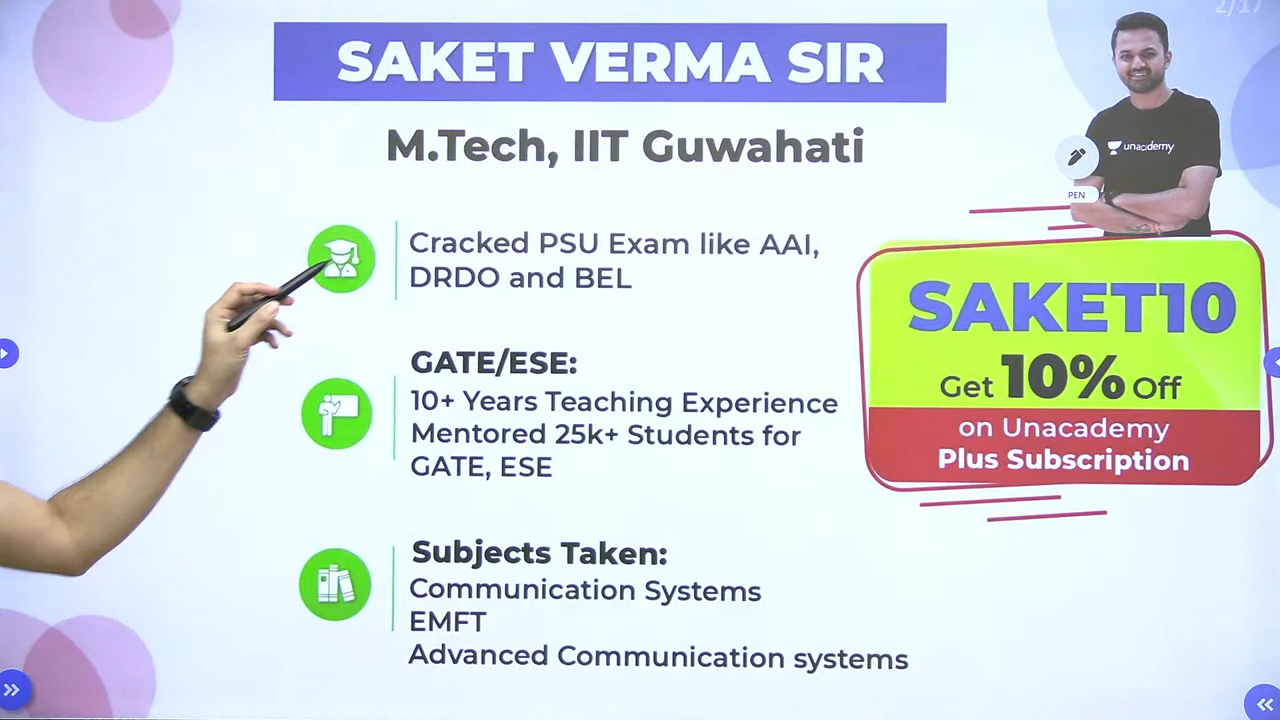 2/17
SAKET VERMA SIR
M.Tech, IIT Guwahati
unacademy
PEN
Cracked PSU Exam like AAI,
DRDO and BEL
SAKET10
Get 10% Off
on Unacademy
Plus Subscription
GATE/ESE:
10+ Years Teaching Experience
Mentored 25k+ Students for
GATE, ESE
Subjects Taken:
Communication Systems
EMFT
Advanced Communication systems